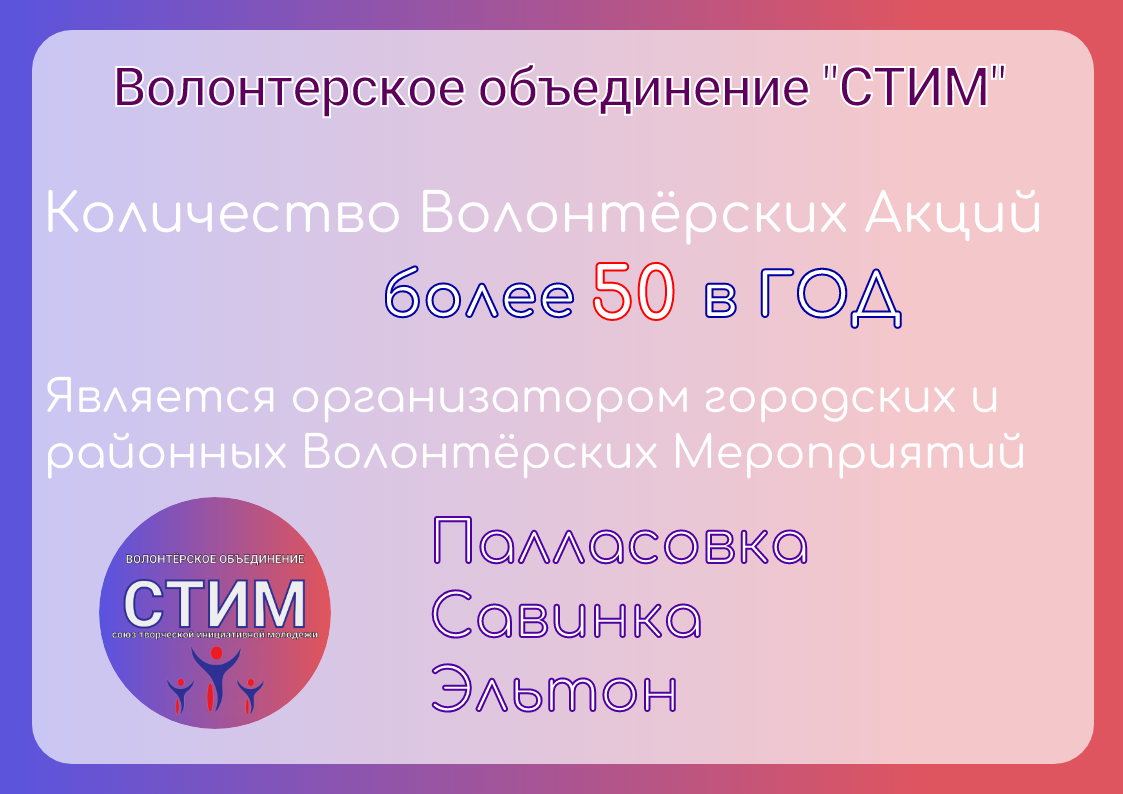 Волонтерское объединение "СТИМ"
Количество Волонтёрских Акций
более 50 в ГОД
Является организатором городских и
районных Волонтёрских Мероприятий
Палласовка
Савинка
Эльтон
ВОЛОНТЁРСКОЕ ОБЪЕДИНЕНИЕ
СТИМ
союз творческой инициативной молодежи